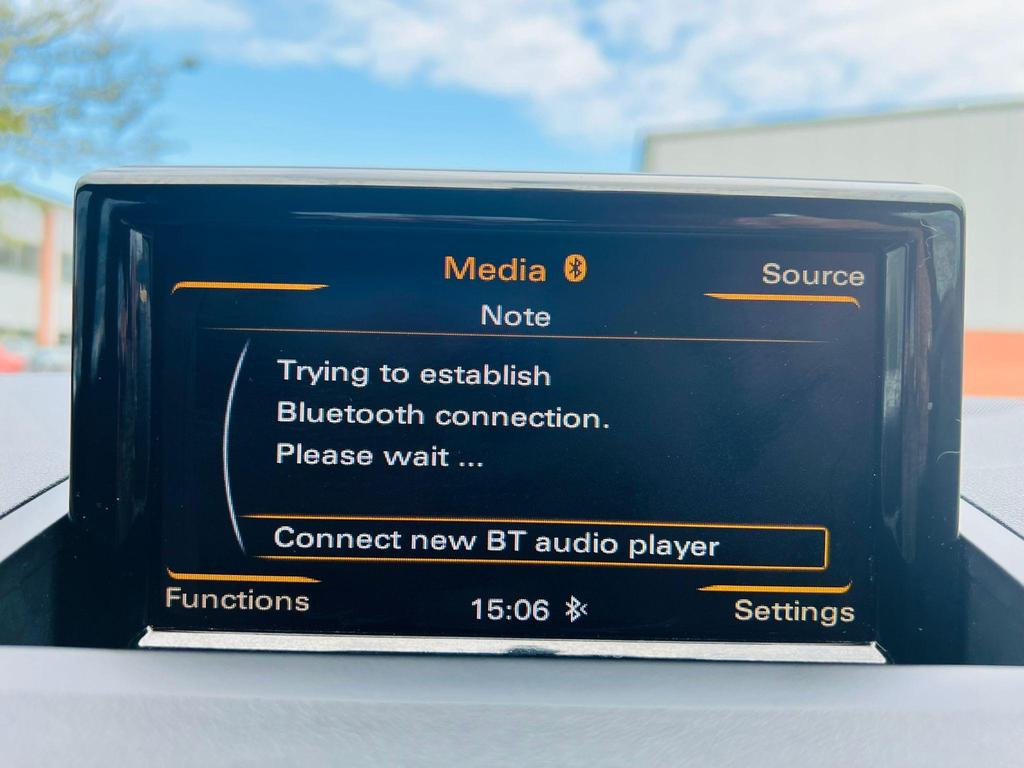 Media
Source
Note
Trying to establish
Bluetooth connection.
Please wait ...
Connect new BT audio player
Functions
15:06
Settings